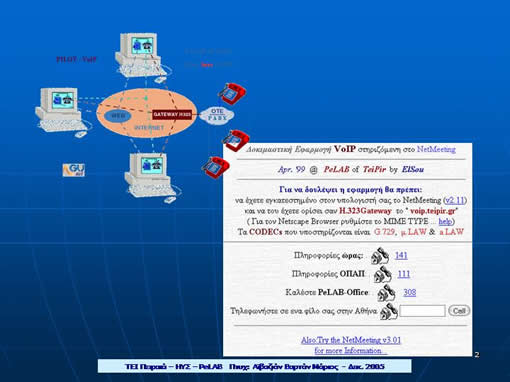 PILOT - VoIP
WEB
INTERNET
GATEWAY H323
OTE
PABX
GU
Δοκιμαστική Εφαρμογή VoIP στηριζόμενη στο NetMeeting
Apr. '99 @ PeLAB of TeiPir by ElSou
Για να δουλέψει η εφαρμογή θα πρέπει:
να έχετε εγκατεστημένο στον υπολογιστή σας το NetMeeting (v2.11)
και να του έχετε ορίσει σαν H.323Gateway το " voip.teipir.gr"
( Για τον Netscape Browser ρυθμίστε το MIME TYPE ... help)
Τα CODECs που υποστηρίζονται είναι G.729, μ.LAW & a.LAW
Πληροφορίες ώρας: . 141
Πληροφορίες ΟΠΑΠ. . 111
Καλέστε PeLAB-Office. . 308
Τηλεφωνήστε σε ενα φίλο σας στην Αθήνα. Call
Also:Try the NetMeeting v3.01
for more Information...
2
ΤΕΙ Πειραιά – ΗΥΣ – PeLAB Πτυχ: Αϊβαζιάν Βαρτάν Μάριος - Δεκ. 2005